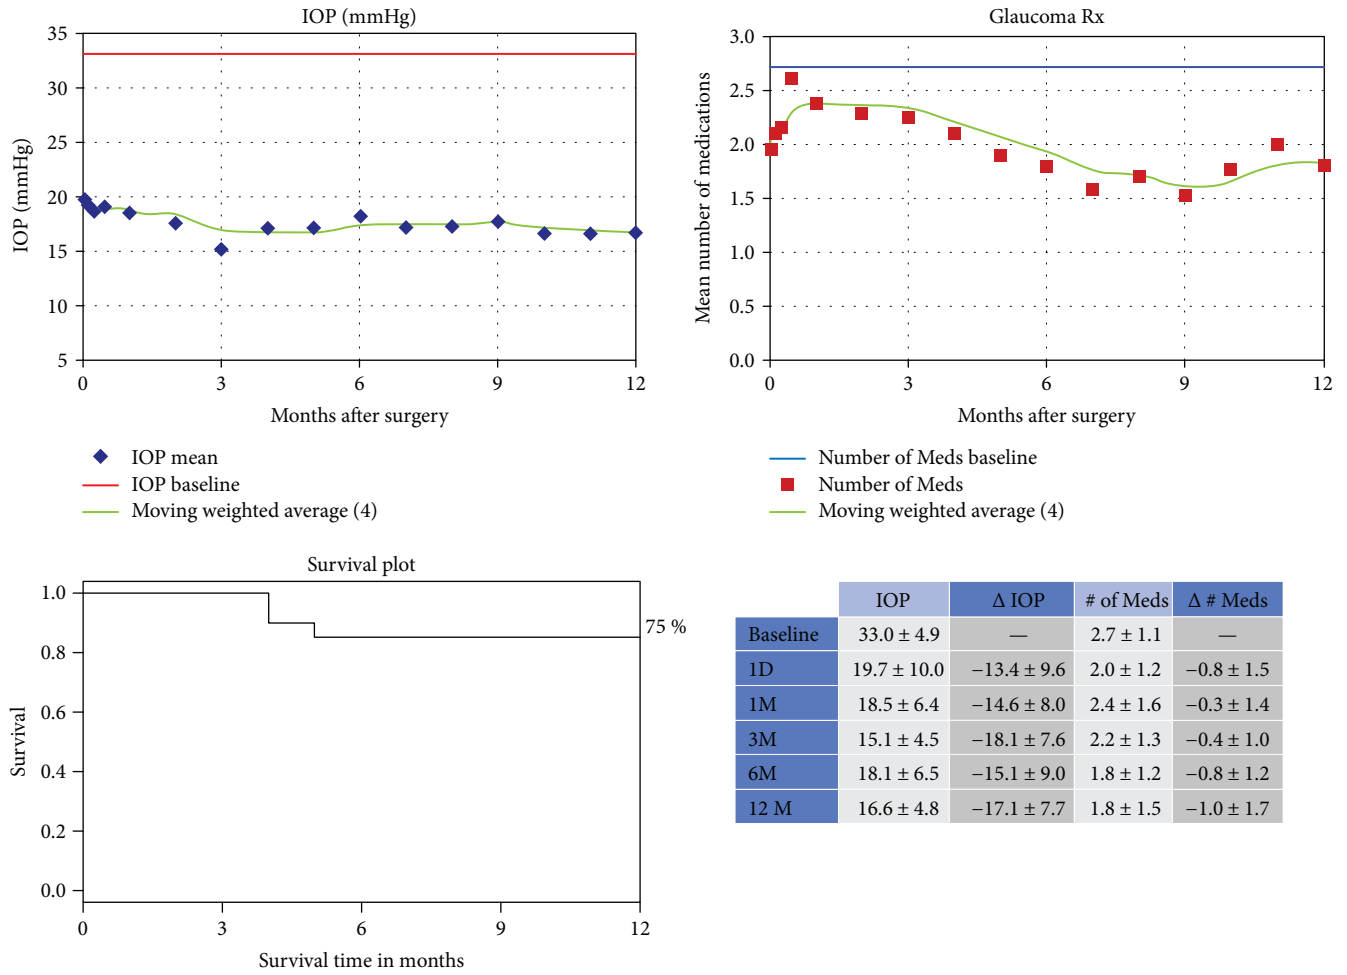 IOP (mmHg)
35
30
25
20
15
10
5
IOP (mmHg)
0 3 6 9 12
Months after surgery
IOP mean
IOP baseline
Moving weighted average (4)
Glaucoma Rx
3.0
2.5
2.0
1.5
1.0
0.5
0.0
Mean number of medications
0 3 6 9 12
Months after surgery
Number of Meds baseline
Number of Meds
Moving weighted average (4)
Survival plot
1.0
0.8
0.6
0.4
0.2
0.0
Survival
75 %
0 3 6 9 12
Survival time in months
IOP Δ IOP # of Meds Δ # Meds
Baseline 33.0 ± 4.9 — 2.7 ± 1.1 —
1D 19.7 ± 10.0 −13.4 ± 9.6 2.0 ± 1.2 −0.8 ± 1.5
1M 18.5 ± 6.4 −14.6 ± 8.0 2.4 ± 1.6 −0.3 ± 1.4
3M 15.1 ± 4.5 −18.1 ± 7.6 2.2 ± 1.3 −0.4 ± 1.0
6M 18.1 ± 6.5 −15.1 ± 9.0 1.8 ± 1.2 −0.8 ± 1.2
12 M 16.6 ± 4.8 −17.1 ± 7.7 1.8 ± 1.5 −1.0 ± 1.7